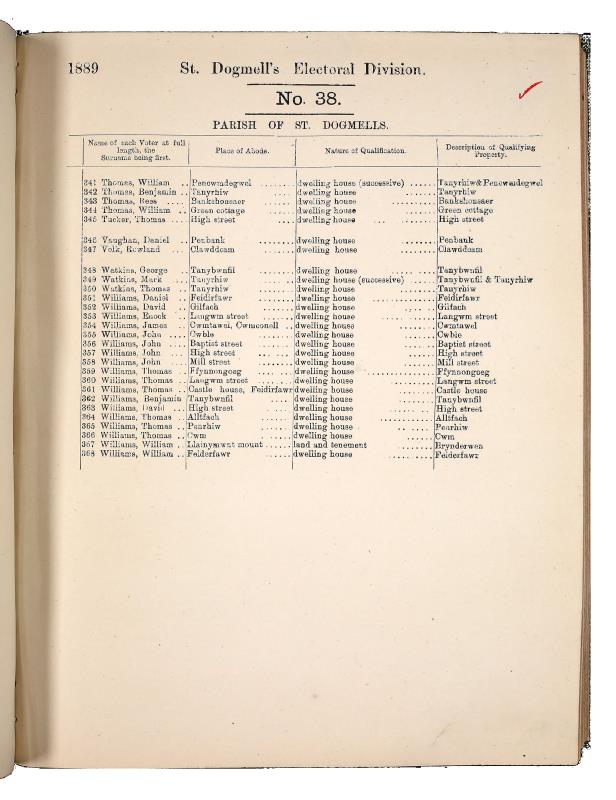 1889 St. Dogmell's Electoral Division.
No. 38.
PARISH OF ST. DOGMELLS.
Name of each Voter at full length, the Surname being first. Place of Abode. Nature of Qualification. Description of Qualifying Property.
341 Thomas, William .. Penwndegwel ........ dwelling house (successive) ...... Tanyrhiw & Penwndegwel
342 Thomas, Benjamin .. Tanyrhiw ...... dwelling house ...... Tanyrhiw
343 Thomas, Rees .... Bankshonaer ..... dwelling house ..... Bankshonaer
344 Thomas, William .. Green cottage ..... dwelling house ...... Green cottage
345 Tucker, Thomas .... High street .... dwelling house ... ...... High street
346 Vaughan, Daniel .. Penbank ........ dwelling house ........ Penbank
347 Volk, Rowland .... Clawddcam ...... dwelling house ...... Clawddcam
348 Watkins, George .. Tanybwnfil ...... dwelling house ........ Tanybwnfil
349 Watkins, Mark .... Tanyrhiw ... .... dwelling house (successive) ...... Tanybwnfil & Tanyrhiw
350 Watkins, Thomas .. Tanyrhiw ........ dwelling house ........ Tanyrhiw
351 Williams, Daniel .. Feidirfawr ...... dwelling house ...... Feidirfawr
352 Williams, David .. Gilfach ...... dwelling house ...... Gilfach
353 Williams, Enock .. Langwm street ...... dwelling house ...... Langwm street
354 Williams, James .. Cwmtawel, Cwmconell .. dwelling house ...... Cwmtawel
355 Williams, John .... Cwbie ...... dwelling house ...... Cwbie
356 Williams, John .... Baptist street ...... dwelling house ...... Baptist street
357 Williams, John .... High street ...... dwelling house ...... High street
358 Williams, John .... Mill street ...... dwelling house ...... Mill street
359 Williams, Thomas .. Ffynnongoeg ...... dwelling house ...... Ffynnongoeg
360 Williams, Thomas .. Langwm street ...... dwelling house ...... Langwm street
361 Williams, Thomas .. Castle house, Feidirfawr dwelling house ...... Castle house
362 Williams, Benjamin Tanybwnfil .... dwelling house ...... Tanybwnfil
363 Williams, David ... High street .... dwelling house ...... High street
364 Williams, Thomas .. Alltfach ...... dwelling house ...... Alltfach
365 Williams, Thomas .. Penrhiw ...... dwelling house ...... Penrhiw
366 Williams, Thomas .. Cwm ...... dwelling house ...... Cwm
367 Williams, William .. Llainysawnt mount ...... land and tenement ........ Brynderwen
368 Williams, William .. Feiderfawr ...... dwelling house ........ Feiderfawr